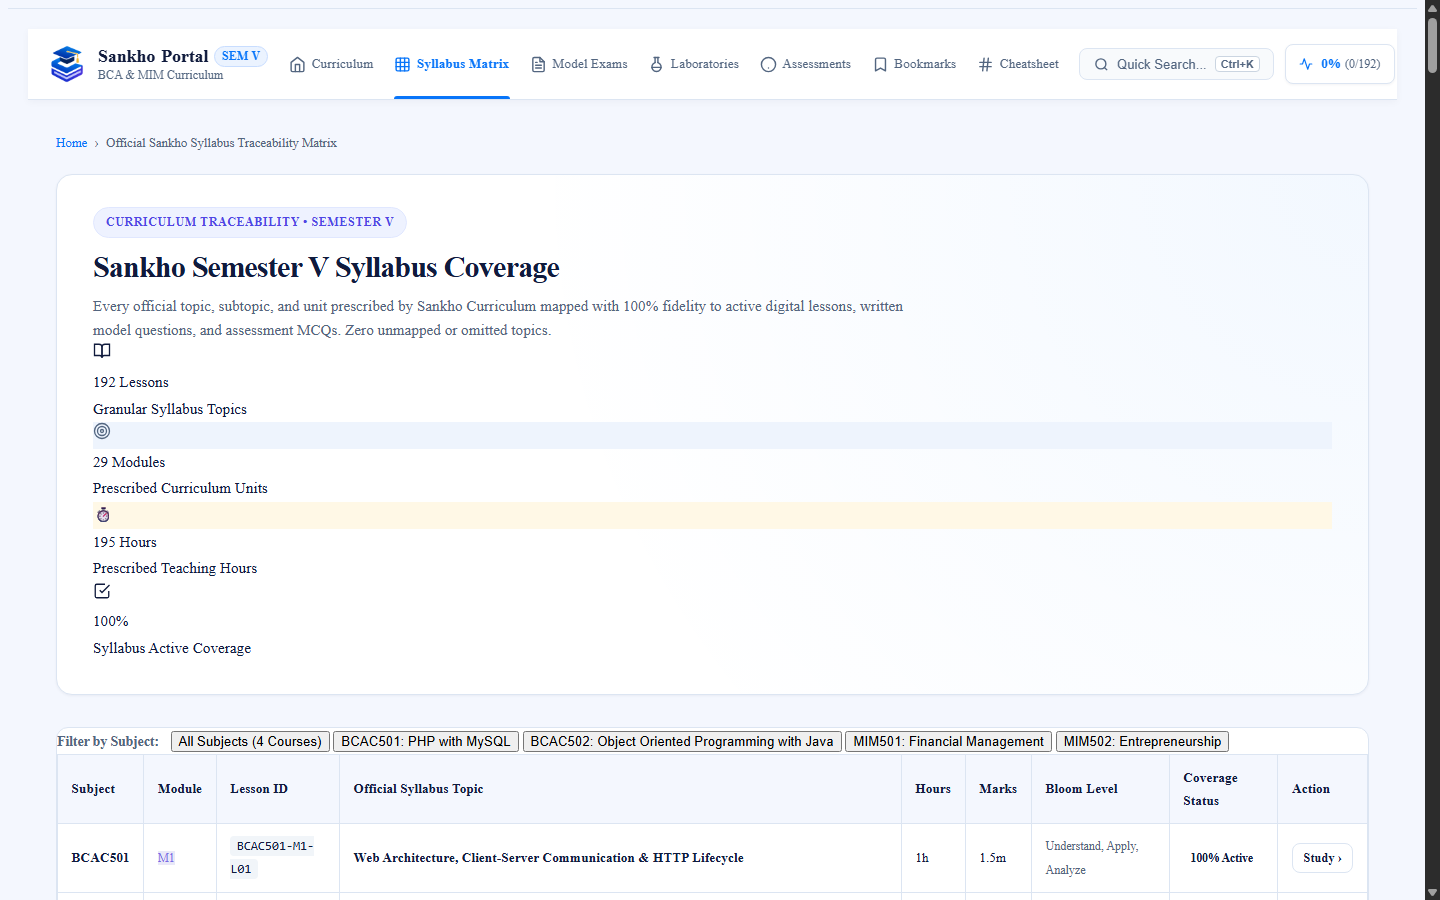 Sankho Portal SEM V
BCA & MIM Curriculum
Curriculum
Syllabus Matrix
Model Exams
Laboratories
Assessments
Bookmarks
Cheatsheet
Quick Search... Ctrl+K
0% (0/192)
Home › Official Sankho Syllabus Traceability Matrix
CURRICULUM TRACEABILITY • SEMESTER V
Sankho Semester V Syllabus Coverage
Every official topic, subtopic, and unit prescribed by Sankho Curriculum mapped with 100% fidelity to active digital lessons, written
model questions, and assessment MCQs. Zero unmapped or omitted topics.
192 Lessons
Granular Syllabus Topics
29 Modules
Prescribed Curriculum Units
195 Hours
Prescribed Teaching Hours
100%
Syllabus Active Coverage
Filter by Subject: All Subjects (4 Courses) BCAC501: PHP with MySQL BCAC502: Object Oriented Programming with Java MIM501: Financial Management MIM502: Entrepreneurship
Subject Module Lesson ID Official Syllabus Topic Hours Marks Bloom Level Coverage Status Action
BCAC501 M1 BCAC501-M1-L01 Web Architecture, Client-Server Communication & HTTP Lifecycle 1h 1.5m Understand, Apply, Analyze 100% Active Study ›